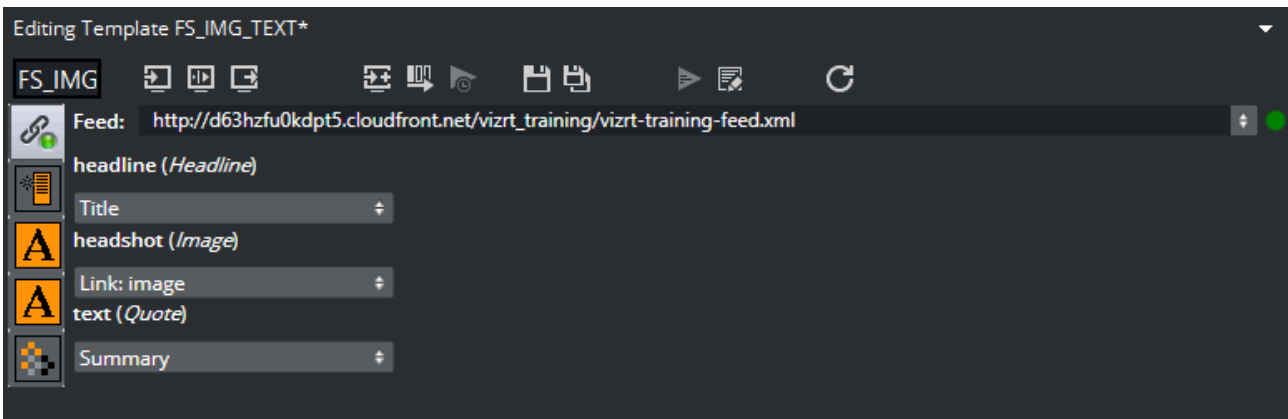 Editing Template FS_IMG_TEXT*
FS_IMG
Feed: http://d63hzfu0kdpt5.cloudfront.net/vizrt_training/vizrt-training-feed.xml
headline (Headline)
Title
headshot (Image)
Link: image
text (Quote)
Summary
A
A